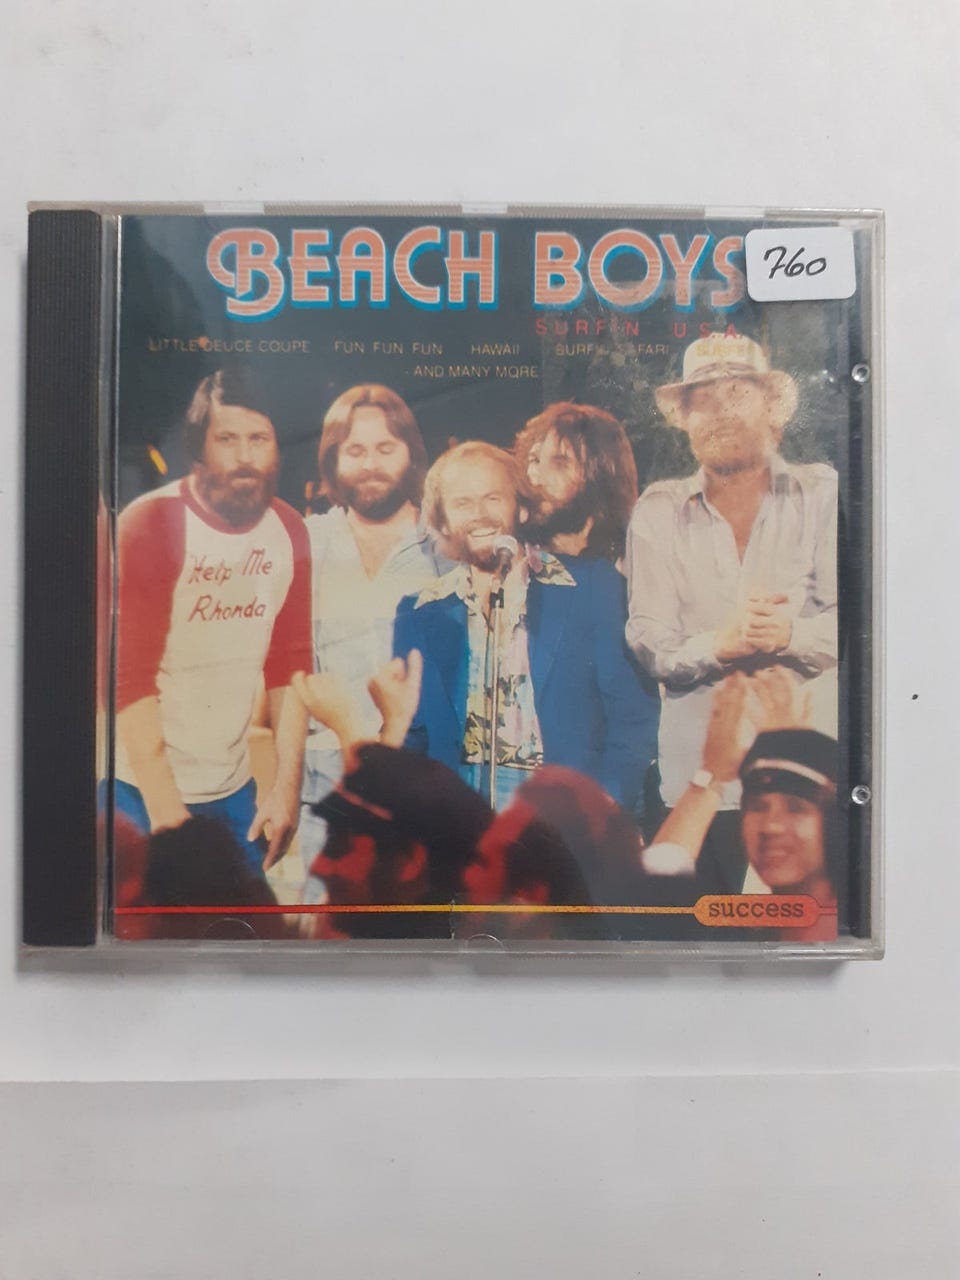 BEACH BOYS
760
SURFIN U.S.A.
LITTLE DEUCE COUPE FUN FUN FUN HAWAII SURFIN SAFARI
- AND MANY MORE
Help Me
Rhonda
success